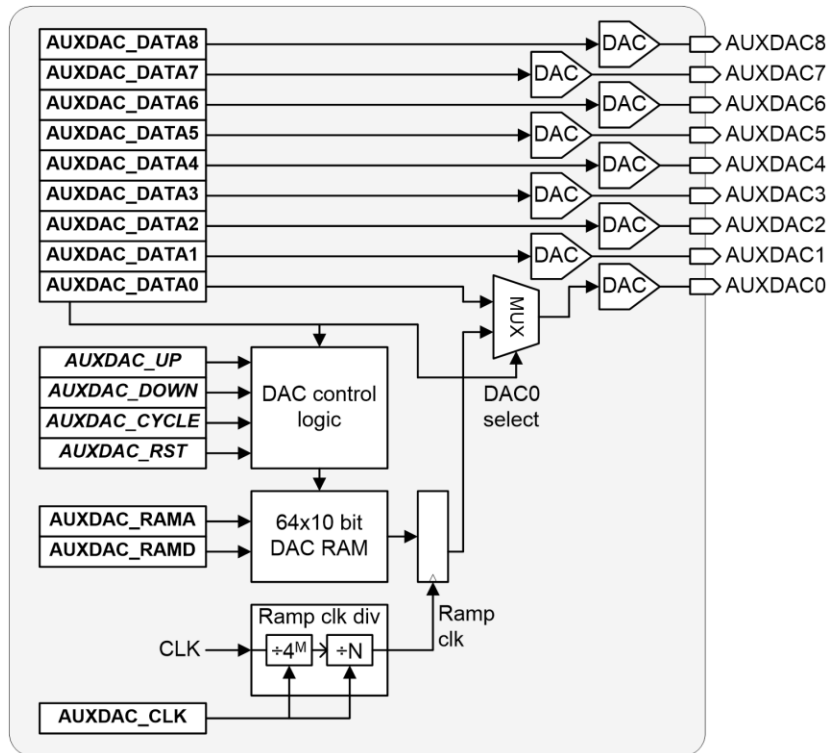 AUXDAC_DATA8 DAC AUXDAC8
AUXDAC_DATA7 DAC AUXDAC7
AUXDAC_DATA6 DAC AUXDAC6
AUXDAC_DATA5 DAC AUXDAC5
AUXDAC_DATA4 DAC AUXDAC4
AUXDAC_DATA3 DAC AUXDAC3
AUXDAC_DATA2 DAC AUXDAC2
AUXDAC_DATA1 DAC AUXDAC1
AUXDAC_DATA0 DAC AUXDAC0
MUX
AUXDAC_UP
AUXDAC_DOWN
AUXDAC_CYCLE
AUXDAC_RST
DAC control
logic
DAC0
select
AUXDAC_RAMA
AUXDAC_RAMD
64x10 bit
DAC RAM
Ramp clk div
Ramp
clk
CLK
÷4ᴹ
÷N
AUXDAC_CLK